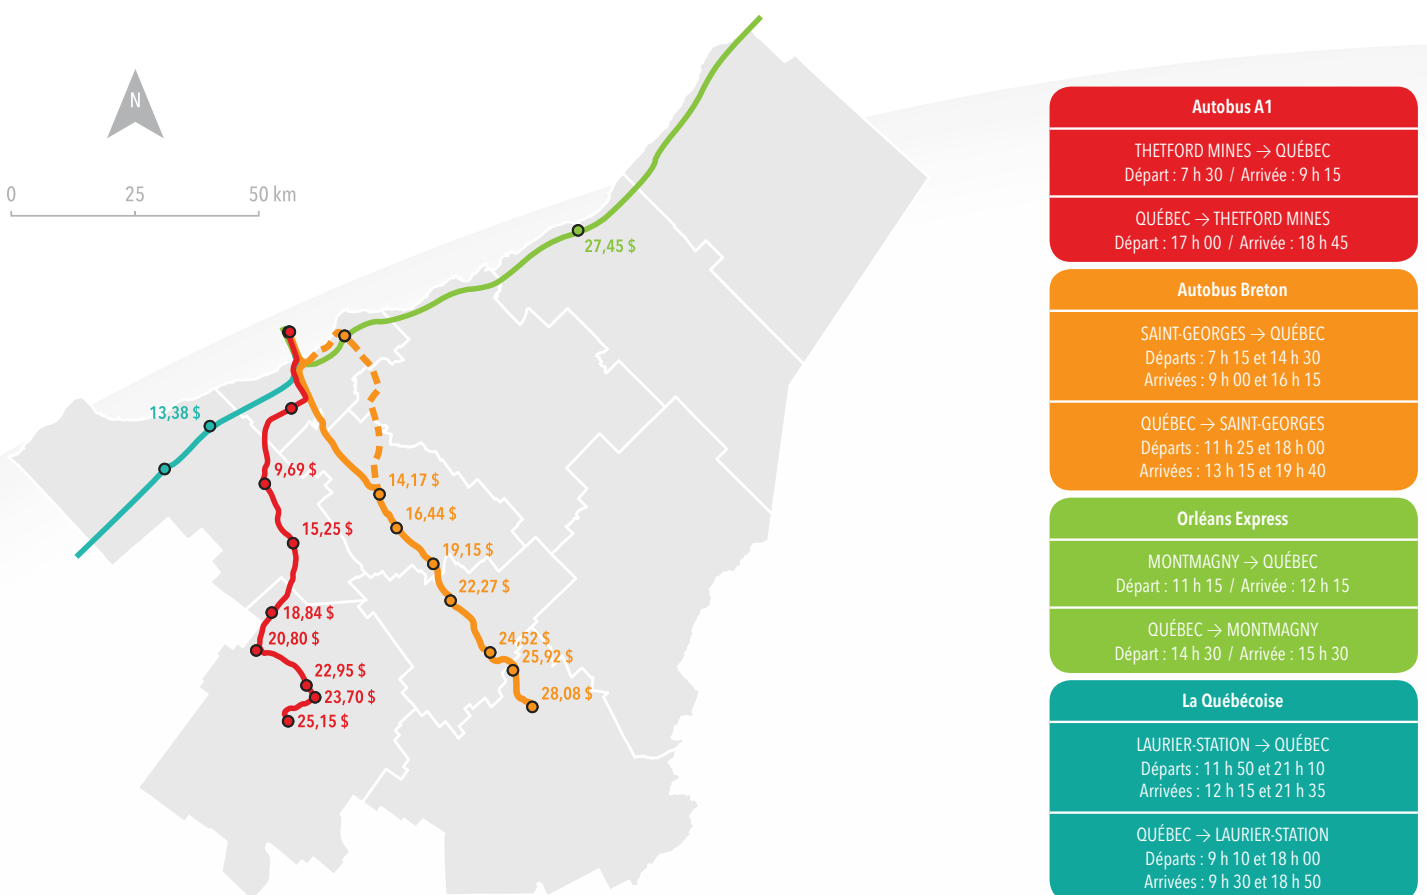 N
0 25 50 km
27,45 $
13,38 $
9,69 $
14,17 $
16,44 $
15,25 $
19,15 $
22,27 $
18,84 $
20,80 $
24,52 $
25,92 $
22,95 $
23,70 $
28,08 $
25,15 $
Autobus A1
THETFORD MINES → QUÉBEC
Départ : 7 h 30 / Arrivée : 9 h 15
QUÉBEC → THETFORD MINES
Départ : 17 h 00 / Arrivée : 18 h 45
Autobus Breton
SAINT-GEORGES → QUÉBEC
Départs : 7 h 15 et 14 h 30
Arrivées : 9 h 00 et 16 h 15
QUÉBEC → SAINT-GEORGES
Départs : 11 h 25 et 18 h 00
Arrivées : 13 h 15 et 19 h 40
Orléans Express
MONTMAGNY → QUÉBEC
Départ : 11 h 15 / Arrivée : 12 h 15
QUÉBEC → MONTMAGNY
Départ : 14 h 30 / Arrivée : 15 h 30
La Québécoise
LAURIER-STATION → QUÉBEC
Départs : 11 h 50 et 21 h 10
Arrivées : 12 h 15 et 21 h 35
QUÉBEC → LAURIER-STATION
Départs : 9 h 10 et 18 h 00
Arrivées : 9 h 30 et 18 h 50